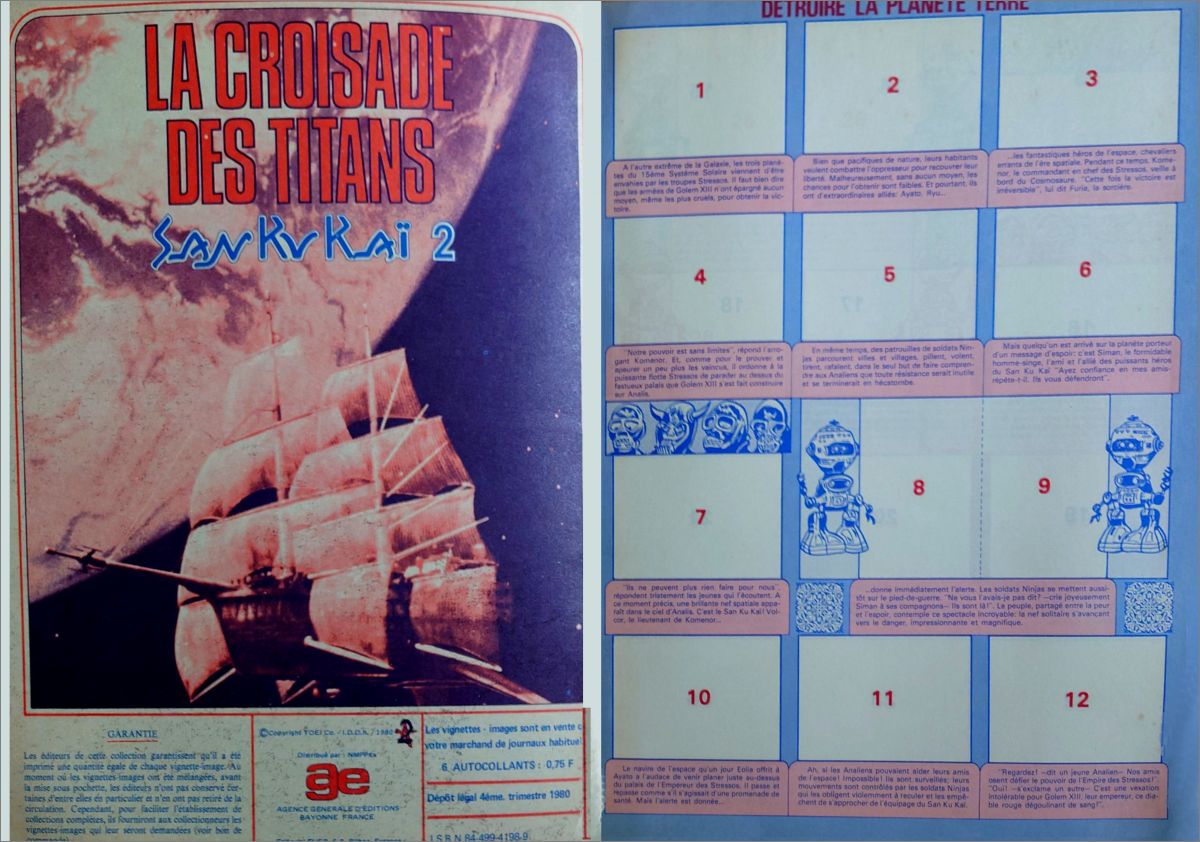 LA CROISADE
DES TITANS
San Ku Kaï 2
GARANTIE
Les éditeurs de cette collection garantissent qu'il a été
imprimé une quantité égale de chaque vignette-image. Au
moment où les vignettes-images ont été mélangées, avant
la mise sous pochette, les éditeurs n'ont pas conservé cer-
taines d'entre elles en particulier et n'en ont pas retiré de la
circulation. Cependant, pour faciliter l'établissement de
collections complètes, ils fourniront aux collectionneurs les
vignettes-images qui leur seront demandées (voir bon de
commande)
©Copyright TOEI Co. / I.D.D.H. / 1980
Distribué par : NMPP
age
AGENCE GENERALE D'EDITIONS
BAYONNE FRANCE
Les vignettes - images sont en vente c
votre marchand de journaux habitue
6 AUTOCOLLANTS : 0,75 F
Dépôt légal 4éme. trimestre 1980
I.S.B.N. 84-499-4198-9
DETRUIRE LA PLANETE TERRE
1
2
3
A l'autre extrême de la Galaxie, les trois planè-
tes du 15ème Système Solaire viennent d'être
envahies par les troupes Stressos. Il faut bien dire
que les armées de Golem XIII n'ont épargné aucun
moyen, même les plus cruels, pour obtenir la vic-
toire.
Bien que pacifiques de nature, leurs habitants
veulent combattre l'oppresseur pour recouvrer leur
liberté. Malheureusement, sans aucun moyen, les
chances pour l'obtenir sont faibles. Et pourtant, ils
ont d'extraordinaires alliés: Ayato, Ryu...
...les fantastiques héros de l'espace, chevaliers
errants de l'ère spatiale. Pendant ce temps, Kome-
nor, le commandant en chef des Stressos, veille à
bord du Cosmosaure. "Cette fois la victoire est
irréversible", lui dit Furia, la sorcière.
4
5
6
"Notre pouvoir est sans limites", répond l'arro-
gant Komenor. Et, comme pour le prouver et
apeurer un peu plus les vaincus, il ordonne à la
puissante flotte Stressos de parader au dessus du
fastueux palais que Golem XIII s'est fait construire
sur Analis.
En même temps, des patrouilles de soldats Nin-
jas parcourent villes et villages, pillent, volent,
tirent, rafalent, dans le seul but de faire compren-
dre aux Analiens que toute résistance serait inutile
et se terminerait en hécatombe.
Mais quelqu'un est arrivé sur la planète porteur
d'un message d'espoir: c'est Siman, le formidable
homme-singe, l'ami et l'allié des puissants héros
du San Ku Kaï "Ayez confiance en mes amis-
répète-t-il. Ils vous défendront".
7
8
9
"Ils ne peuvent plus rien faire pour nous",
répondent tristement les jeunes qui l'écoutent. A
ce moment précis, une brillante nef spatiale appa-
raît dans le ciel d'Analis. C'est le San Ku Kaï! Vol-
cor, le lieutenant de Komenor...
...donne immédiatement l'alerte. Les soldats Ninjas se mettent aussi-
tôt sur le pied-de-guerre. "Ne vous l'avais-je pas dit? —crie joyeusement
Siman à ses compagnons— Ils sont là!". Le peuple, partagé entre la peur
et l'espoir, contemple ce spectacle incroyable: la nef solitaire s'avançant
vers le danger, impressionnante et magnifique.
10
11
12
Le navire de l'espace qu'un jour Eolia offrit à
Ayato a l'audace de venir planer juste au-dessus
du palais de l'Empereur des Stressos. Il passe et
repasse comme s'il s'agissait d'un promenade de
santé. Mais l'alerte est donnée...
Ah, si les Analiens pouvaient aider leurs amis
de l'espace! Impossible! Ils sont surveillés; leurs
mouvements sont contrôlés par les soldats Ninjas
qui les obligent violemment à reculer et les empê-
chent de s'approcher de l'équipage du San Ku Kaï.
"Regardez! —dit un jeune Analien— Nos amis
osent défier le pouvoir de l'Empire des Stressos".
"Oui! —s'exclame un autre— C'est une vexation
intolérable pour Golem XIII, leur empereur, ce dia-
ble rouge dégoulinant de sang!".